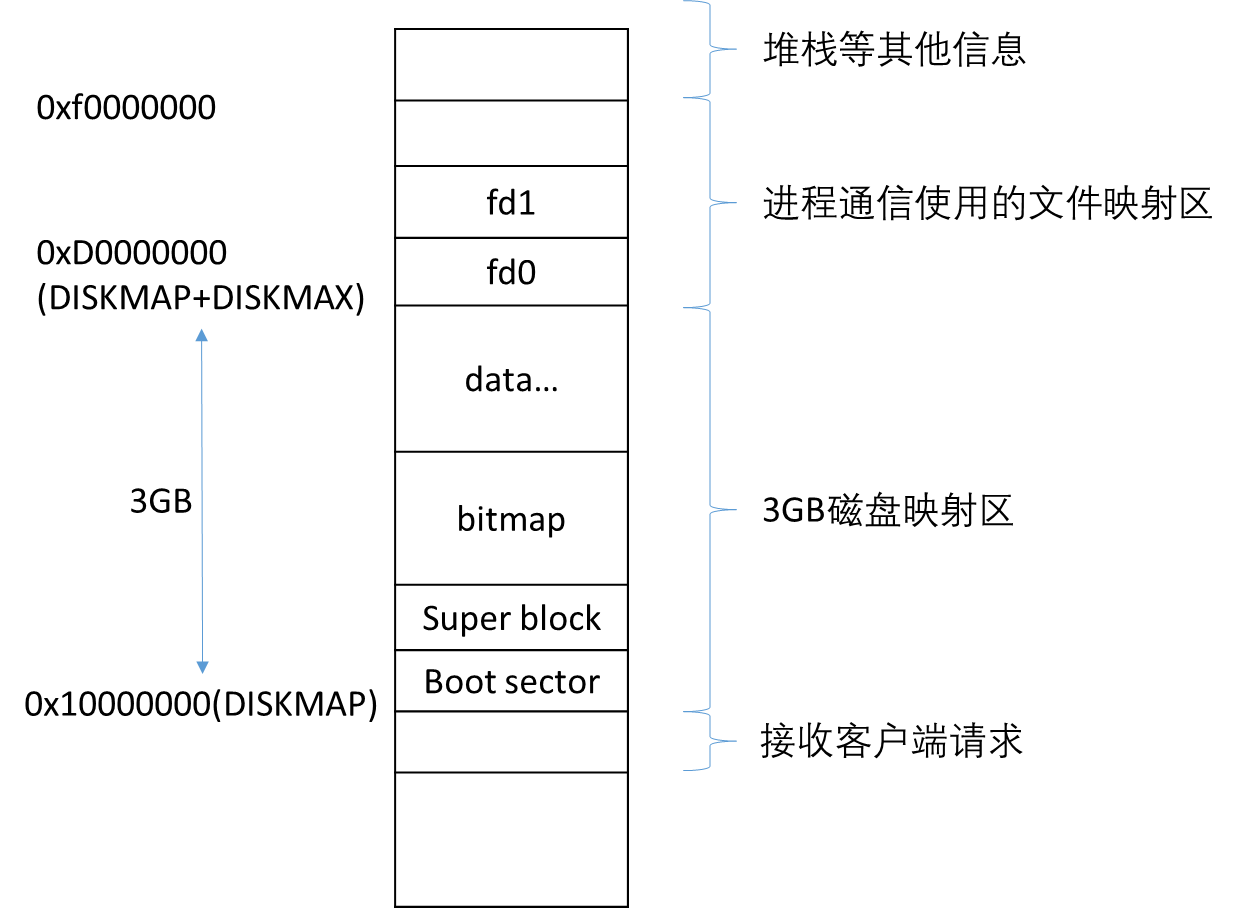 堆栈等其他信息
0xf0000000
fd1
进程通信使用的文件映射区
0xD0000000
(DISKMAP+DISKMAX)
fd0
data...
3GB
bitmap
3GB磁盘映射区
Super block
Boot sector
0x10000000(DISKMAP)
接收客户端请求